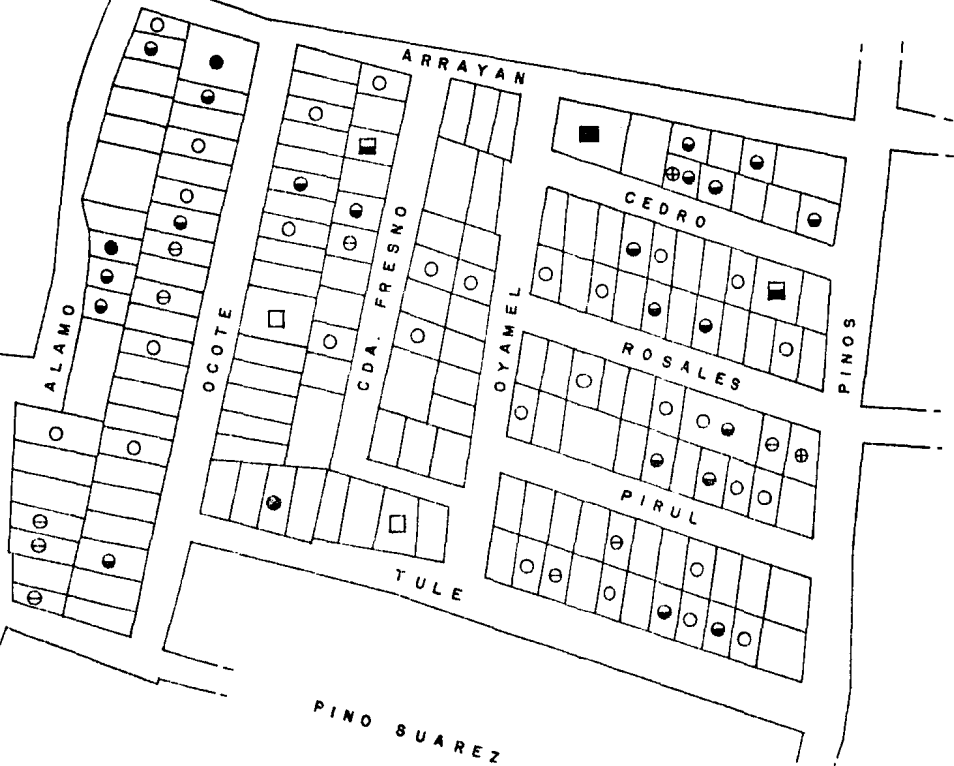 ARRAYAN
CEDRO
ALAMO
OCOTE
CDA. FRESNO
OYAMEL
PINOS
ROSALES
PIRUL
TULE
PINO SUAREZ